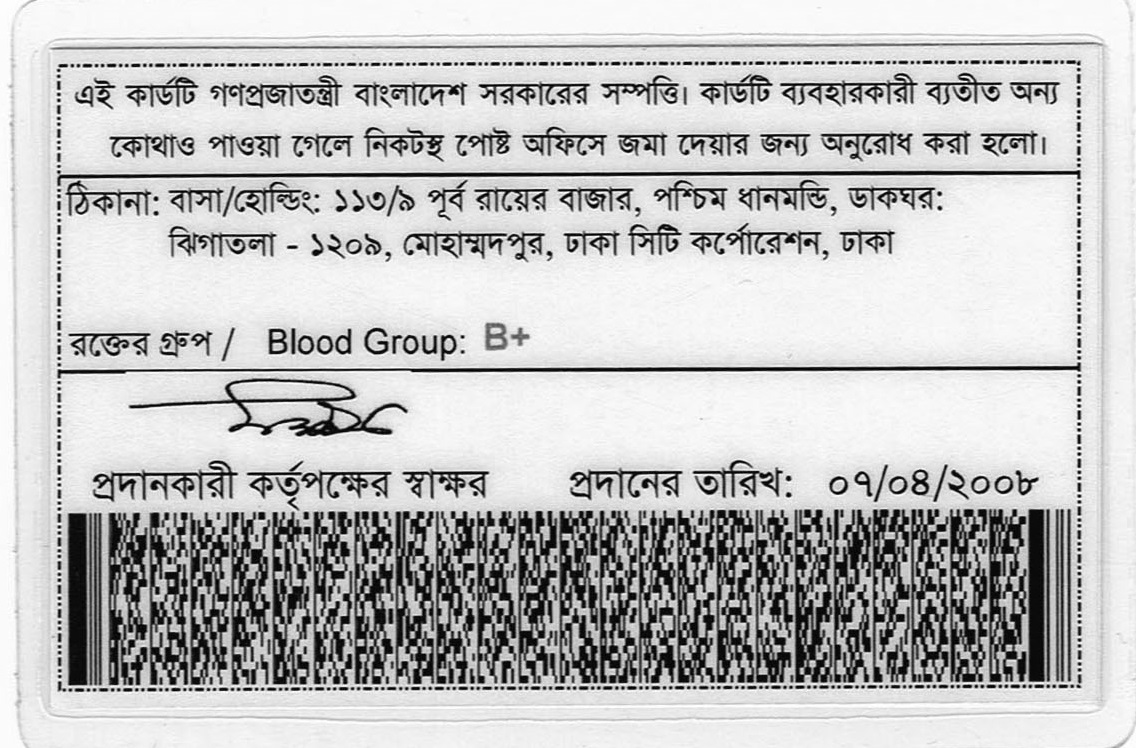 এই কার্ডটি গণপ্রজাতন্ত্রী বাংলাদেশ সরকারের সম্পত্তি। কার্ডটি ব্যবহারকারী ব্যতীত অন্য
কোথাও পাওয়া গেলে নিকটস্থ পোষ্ট অফিসে জমা দেয়ার জন্য অনুরোধ করা হলো।
ঠিকানা: বাসা/হোল্ডিং: ১১৩/৯ পূর্ব রায়ের বাজার, পশ্চিম ধানমন্ডি, ডাকঘর:
ঝিগাতলা - ১২০৯, মোহাম্মদপুর, ঢাকা সিটি কর্পোরেশন, ঢাকা
রক্তের গ্রুপ / Blood Group: B+
প্রদানকারী কর্তৃপক্ষের স্বাক্ষর প্রদানের তারিখ: ০৭/০৪/২০০৮